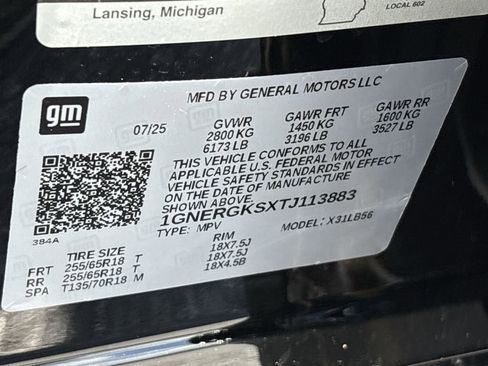 Lansing, Michigan
LOCAL 602
gm
MFD BY GENERAL MOTORS LLC
07/25 GVWR GAWR FRT GAWR RR
2800 KG 1450 KG 1600 KG
6173 LB 3196 LB 3527 LB
THIS VEHICLE CONFORMS TO ALL
APPLICABLE U.S. FEDERAL MOTOR
VEHICLE SAFETY STANDARDS IN EFFECT
ON THE DATE OF MANUFACTURE
SHOWN ABOVE.
1GNERGKSXTJ113883
384A TYPE: MPV MODEL: X31LB56
TIRE SIZE RIM
FRT 255/65R18 T 18X7.5J
RR 255/65R18 T 18X7.5J
SPA T135/70R18 M 18X4.5B